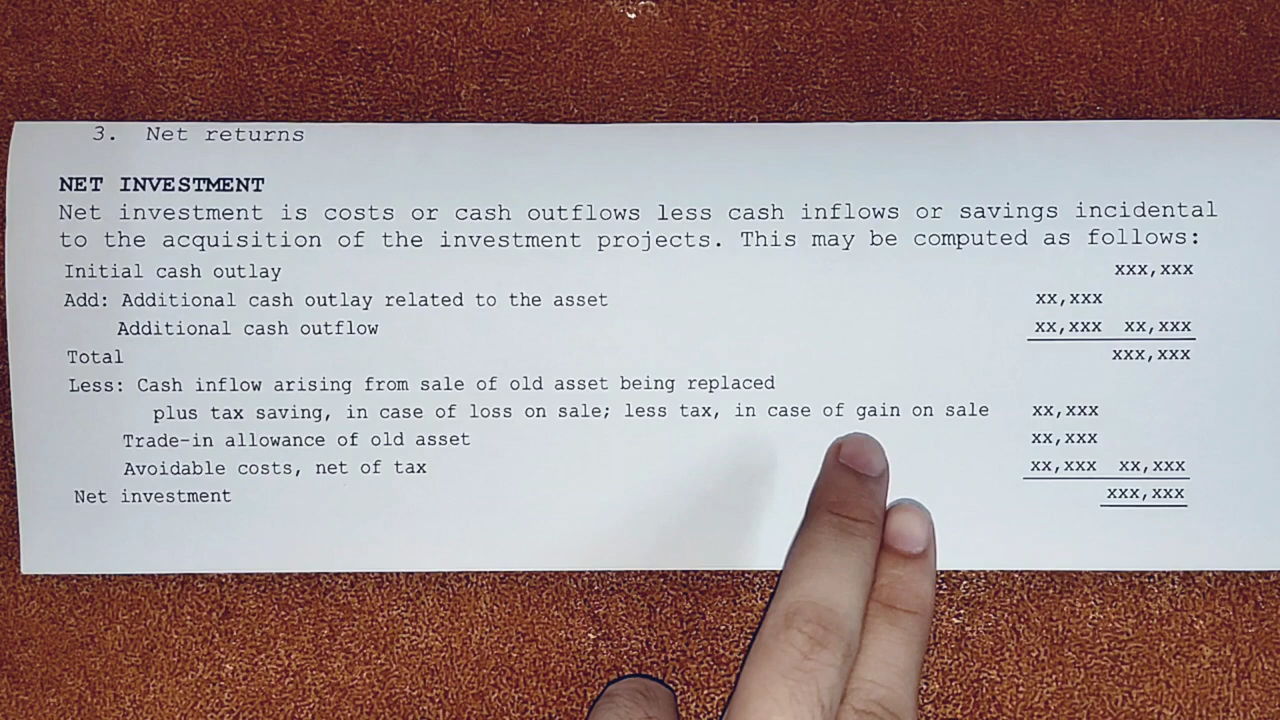 3. Net returns
NET INVESTMENT
Net investment is costs or cash outflows less cash inflows or savings incidental
to the acquisition of the investment projects. This may be computed as follows:
Initial cash outlay xxx,xxx
Add: Additional cash outlay related to the asset xx,xxx
Additional cash outflow xx,xxx xx,xxx
Total xxx,xxx
Less: Cash inflow arising from sale of old asset being replaced
plus tax saving, in case of loss on sale; less tax, in case of gain on sale xx,xxx
Trade-in allowance of old asset xx,xxx
Avoidable costs, net of tax xx,xxx xx,xxx
Net investment xxx,xxx